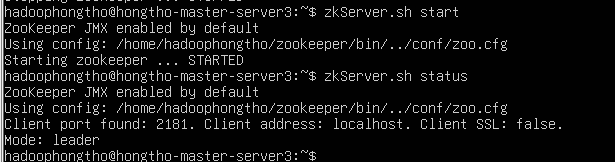 hadoophongtho@hongtho-master-server3:~$ zkServer.sh start
ZooKeeper JMX enabled by default
Using config: /home/hadoophongtho/zookeeper/bin/../conf/zoo.cfg
Starting zookeeper ... STARTED
hadoophongtho@hongtho-master-server3:~$ zkServer.sh status
ZooKeeper JMX enabled by default
Using config: /home/hadoophongtho/zookeeper/bin/../conf/zoo.cfg
Client port found: 2181. Client address: localhost. Client SSL: false.
Mode: leader
hadoophongtho@hongtho-master-server3:~$